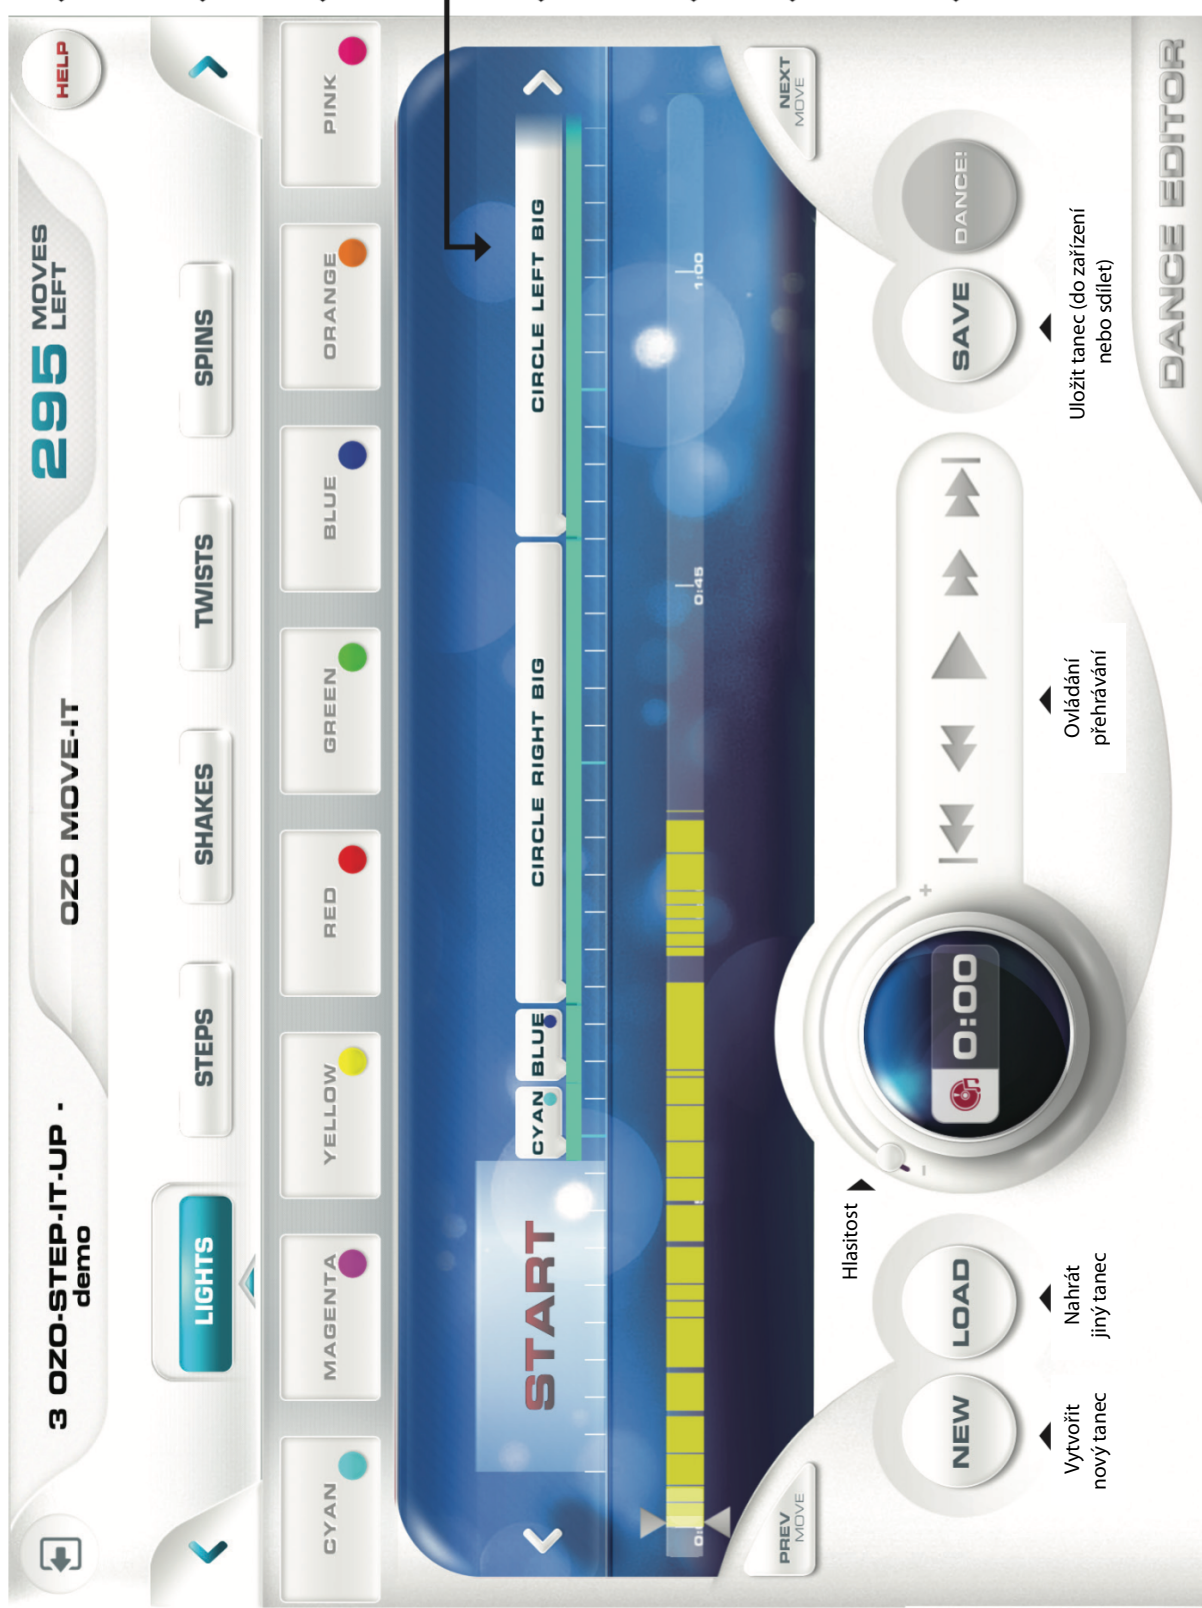 3 OZO-STEP-IT-UP -
demo
OZO MOVE-IT
295 MOVES
LEFT
HELP
LIGHTS
STEPS
SHAKES
TWISTS
SPINS
CYAN
MAGENTA
YELLOW
RED
GREEN
BLUE
ORANGE
PINK
START
CYAN
BLUE
CIRCLE RIGHT BIG
CIRCLE LEFT BIG
0:45
1:00
PREV
MOVE
NEXT
MOVE
Hlasitost
- +
0:00
NEW
LOAD
SAVE
DANCE!
Vytvořit
nový tanec
Nahrát
jiný tanec
Ovládání
přehrávání
Uložit tanec (do zařízení
nebo sdílet)
DANCE EDITOR